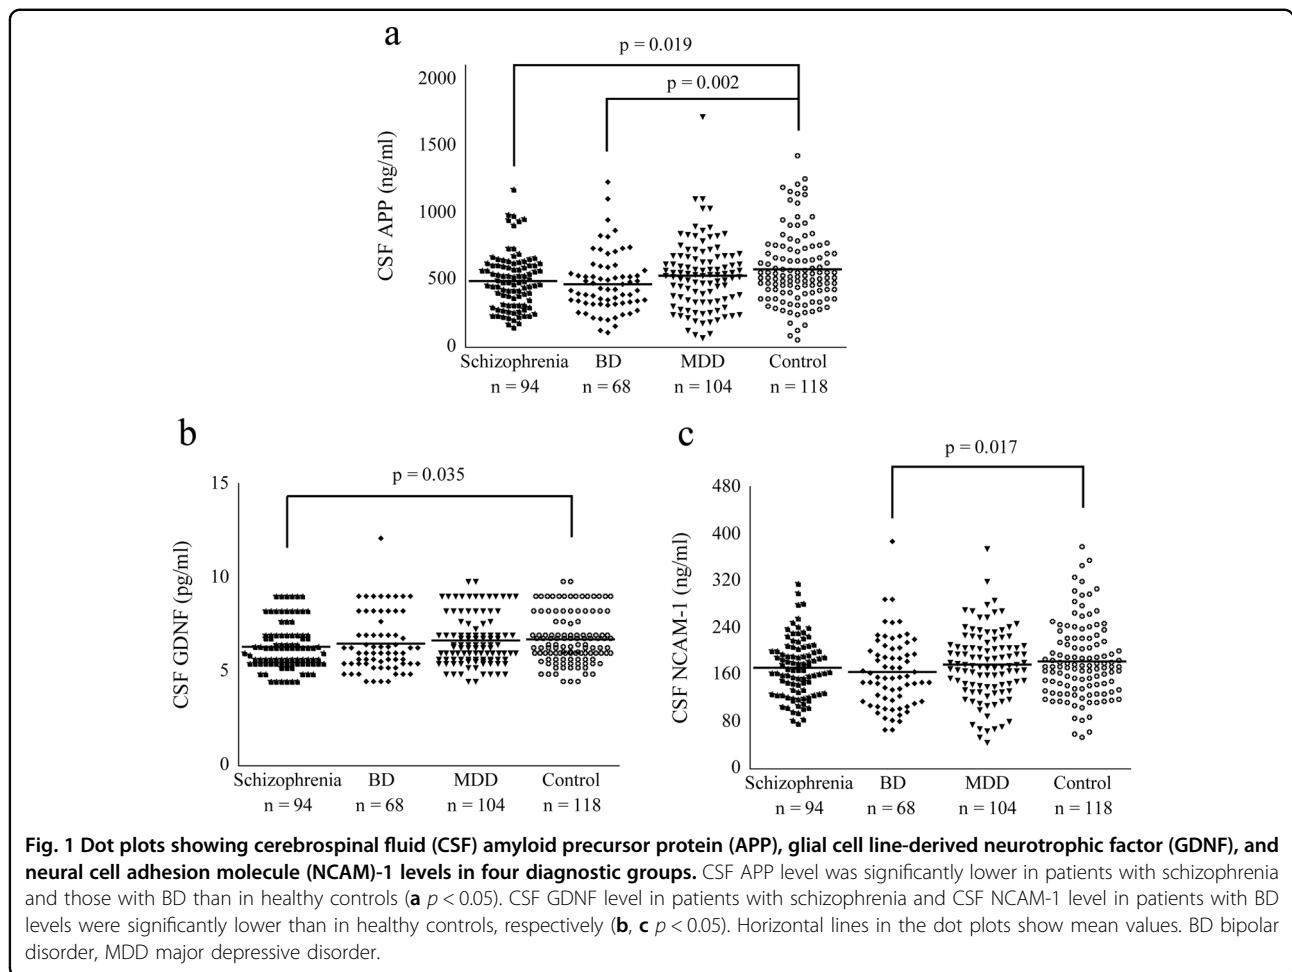 a
p = 0.019
p = 0.002
2000
1500
1000
500
0
CSF APP (ng/ml)
Schizophrenia BD MDD Control
n = 94 n = 68 n = 104 n = 118
b
p = 0.035
15
10
5
0
CSF GDNF (pg/ml)
Schizophrenia BD MDD Control
n = 94 n = 68 n = 104 n = 118
c
p = 0.017
480
400
320
240
160
80
0
CSF NCAM-1 (ng/ml)
Schizophrenia BD MDD Control
n = 94 n = 68 n = 104 n = 118
Fig. 1 Dot plots showing cerebrospinal fluid (CSF) amyloid precursor protein (APP), glial cell line-derived neurotrophic factor (GDNF), and
neural cell adhesion molecule (NCAM)-1 levels in four diagnostic groups. CSF APP level was significantly lower in patients with schizophrenia
and those with BD than in healthy controls (a p < 0.05). CSF GDNF level in patients with schizophrenia and CSF NCAM-1 level in patients with BD
levels were significantly lower than in healthy controls, respectively (b, c p < 0.05). Horizontal lines in the dot plots show mean values. BD bipolar
disorder, MDD major depressive disorder.